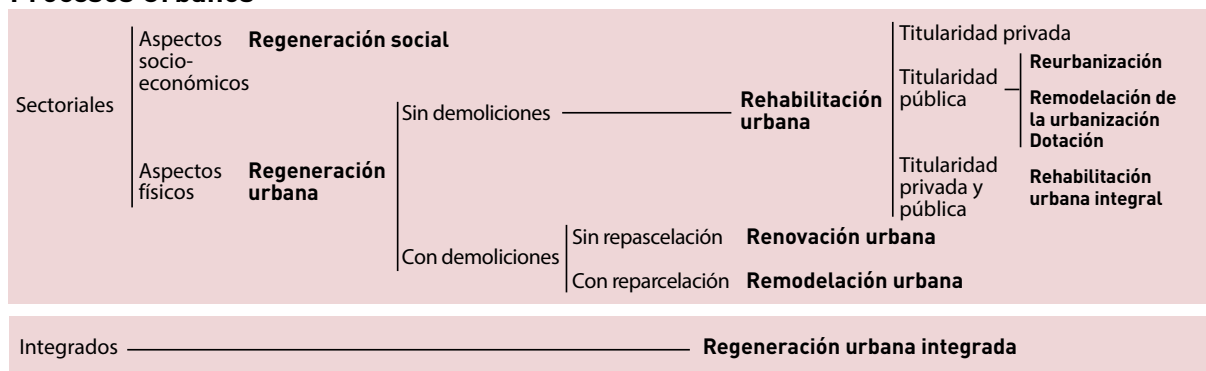 Sectoriales
Aspectos
socio-
económicos
Regeneración social
Aspectos
físicos
Regeneración
urbana
Sin demoliciones
Rehabilitación
urbana
Titularidad privada
Titularidad
pública
Reurbanización
Remodelación de
la urbanización
Dotación
Titularidad
privada y
pública
Rehabilitación
urbana integral
Con demoliciones
Sin repascelación
Renovación urbana
Con reparcelación
Remodelación urbana
Integrados
Regeneración urbana integrada